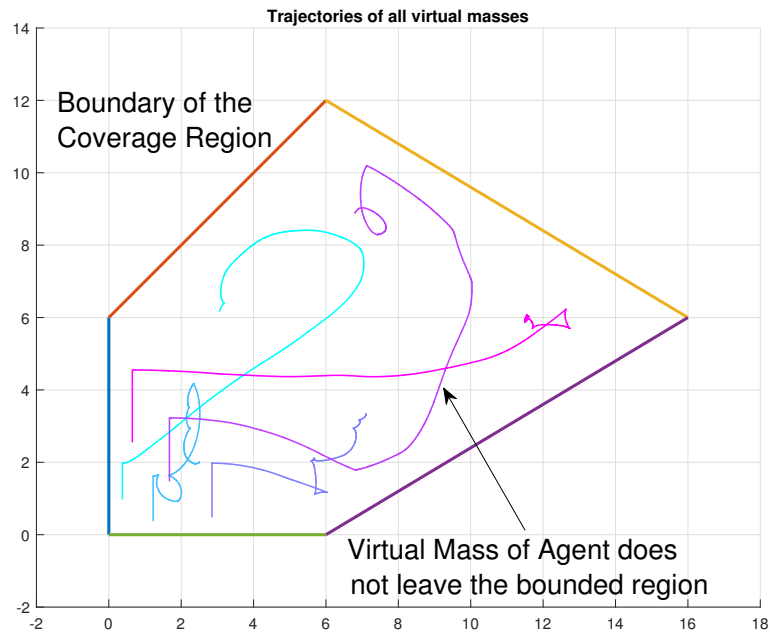 Trajectories of all virtual masses
14
12
10
8
6
4
2
0
-2
Boundary of the
Coverage Region
Virtual Mass of Agent does
not leave the bounded region
-2 0 2 4 6 8 10 12 14 16 18